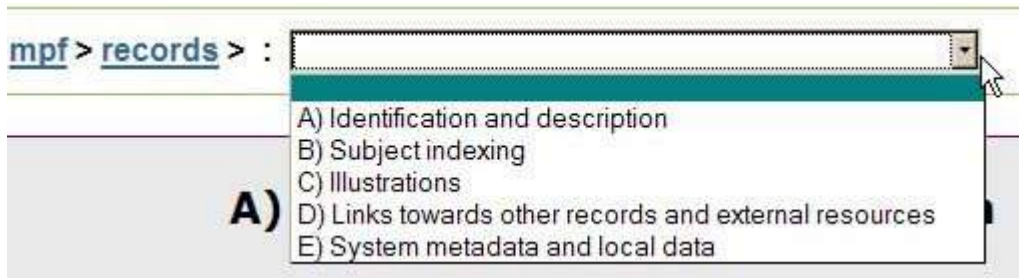 mpf > records > :
A) Identification and description
B) Subject indexing
C) Illustrations
A) D) Links towards other records and external resources
E) System metadata and local data